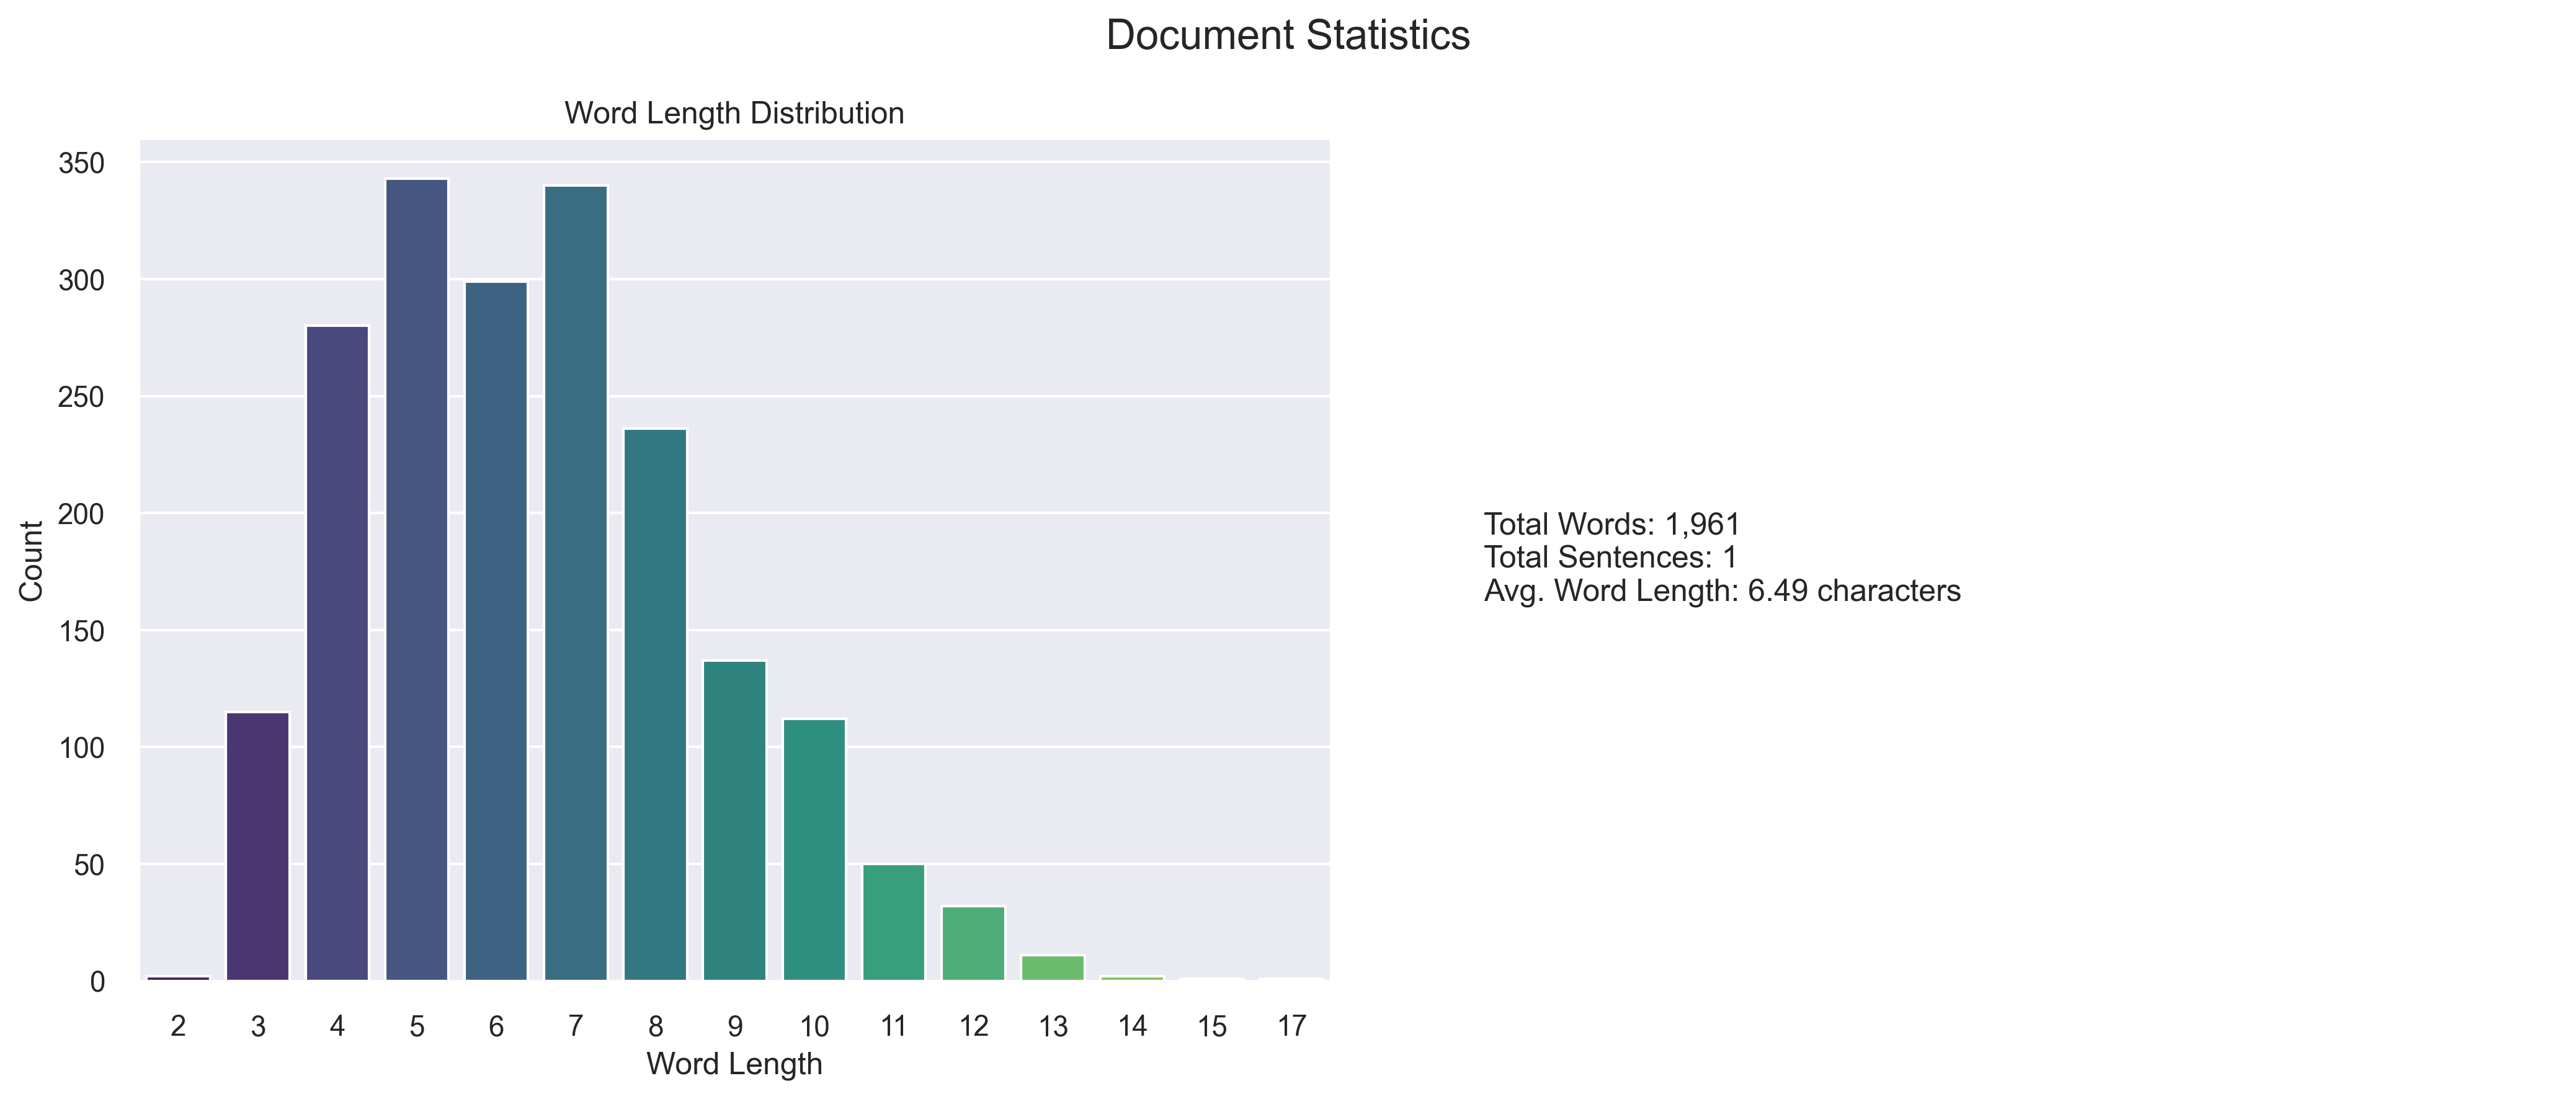 Document Statistics
Word Length Distribution
350
300
250
200
150
100
50
0
Count
2 3 4 5 6 7 8 9 10 11 12 13 14 15 17
Word Length
Total Words: 1,961
Total Sentences: 1
Avg. Word Length: 6.49 characters